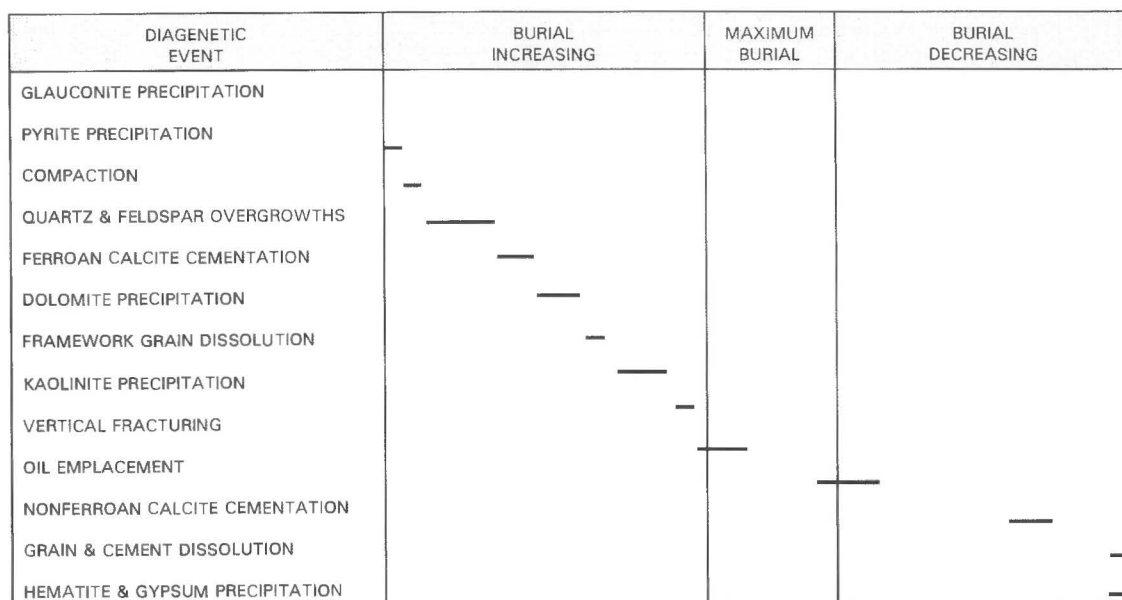 DIAGENETIC
EVENT
BURIAL
INCREASING
MAXIMUM
BURIAL
BURIAL
DECREASING
GLAUCONITE PRECIPITATION
PYRITE PRECIPITATION
COMPACTION
QUARTZ & FELDSPAR OVERGROWTHS
FERROAN CALCITE CEMENTATION
DOLOMITE PRECIPITATION
FRAMEWORK GRAIN DISSOLUTION
KAOLINITE PRECIPITATION
VERTICAL FRACTURING
OIL EMPLACEMENT
NONFERROAN CALCITE CEMENTATION
GRAIN & CEMENT DISSOLUTION
HEMATITE & GYPSUM PRECIPITATION